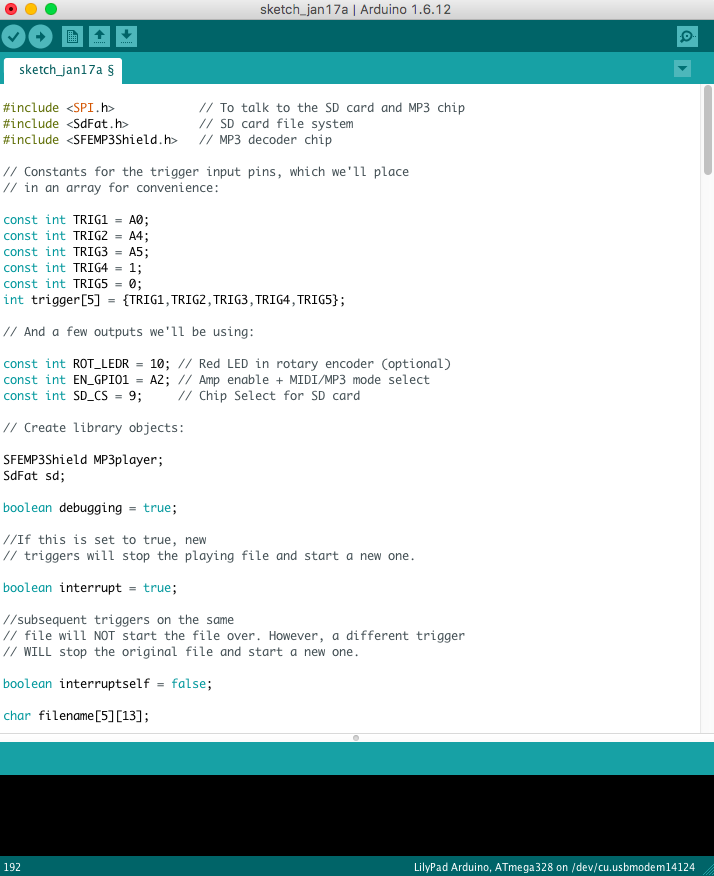 sketch_jan17a | Arduino 1.6.12
sketch_jan17a §
#include <SPI.h>            // To talk to the SD card and MP3 chip
#include <SdFat.h>          // SD card file system
#include <SFEMP3Shield.h>   // MP3 decoder chip
// Constants for the trigger input pins, which we'll place
// in an array for convenience:
const int TRIG1 = A0;
const int TRIG2 = A4;
const int TRIG3 = A5;
const int TRIG4 = 1;
const int TRIG5 = 0;
int trigger[5] = {TRIG1,TRIG2,TRIG3,TRIG4,TRIG5};
// And a few outputs we'll be using:
const int ROT_LEDR = 10; // Red LED in rotary encoder (optional)
const int EN_GPIO1 = A2; // Amp enable + MIDI/MP3 mode select
const int SD_CS = 9;     // Chip Select for SD card
// Create library objects:
SFEMP3Shield MP3player;
SdFat sd;
boolean debugging = true;
//If this is set to true, new
// triggers will stop the playing file and start a new one.
boolean interrupt = true;
//subsequent triggers on the same
// file will NOT start the file over. However, a different trigger
// WILL stop the original file and start a new one.
boolean interruptself = false;
char filename[5][13];
192
LilyPad Arduino, ATmega328 on /dev/cu.usbmodem14124